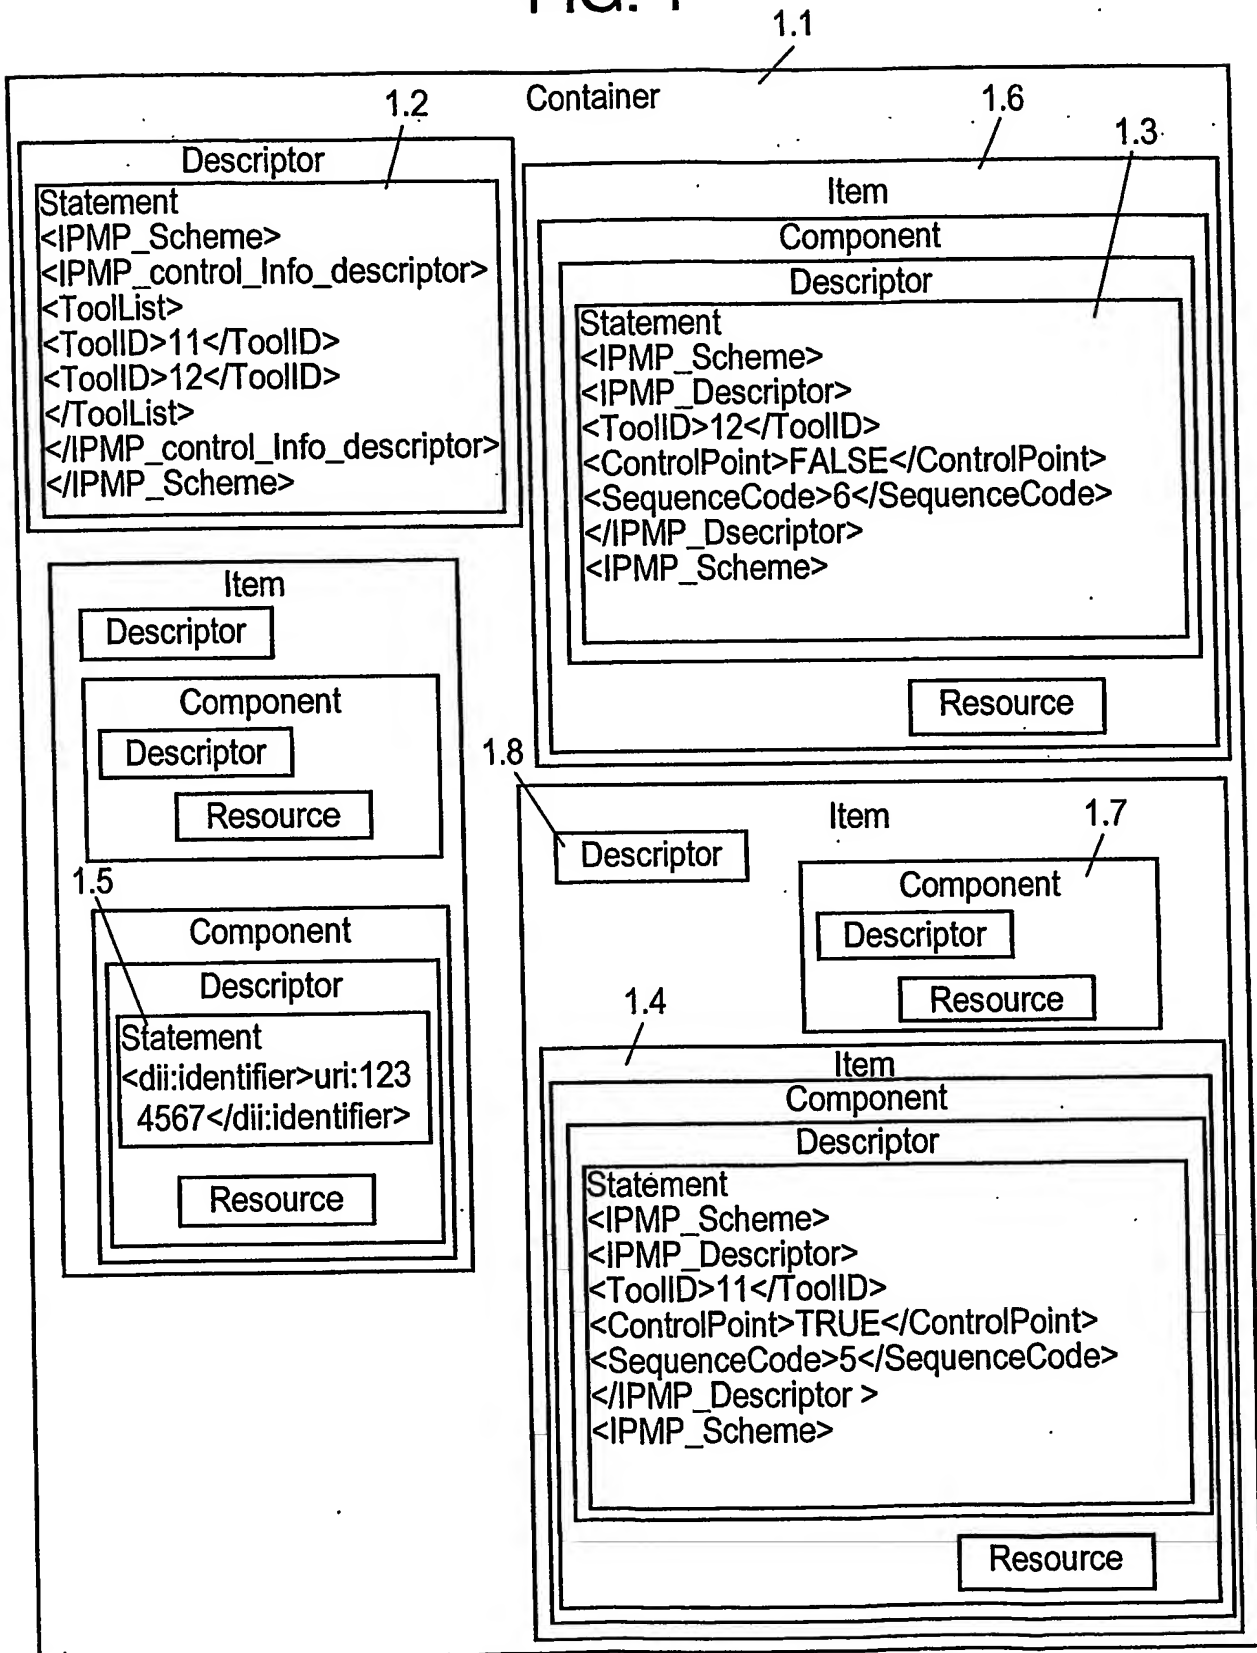 FIG. 1
1.1
Container
1.2
Descriptor
Statement
<IPMP_Scheme>
<IPMP_control_Info_descriptor>
<ToolList>
<ToolID>11</ToolID>
<ToolID>12</ToolID>
</ToolList>
</IPMP_control_Info_descriptor>
</IPMP_Scheme>
1.6
1.3
Item
Component
Descriptor
Statement
<IPMP_Scheme>
<IPMP_Descriptor>
<ToolID>12</ToolID>
<ControlPoint>FALSE</ControlPoint>
<SequenceCode>6</SequenceCode>
</IPMP_Dsecriptor>
<IPMP_Scheme>
Resource
Item
Descriptor
Component
Descriptor
Resource
1.5
Component
Descriptor
Statement
<dii:identifier>uri:123
4567</dii:identifier>
Resource
1.8
Item
1.7
Descriptor
Component
Descriptor
Resource
1.4
Item
Component
Descriptor
Statement
<IPMP_Scheme>
<IPMP_Descriptor>
<ToolID>11</ToolID>
<ControlPoint>TRUE</ControlPoint>
<SequenceCode>5</SequenceCode>
</IPMP_Descriptor >
<IPMP_Scheme>
Resource